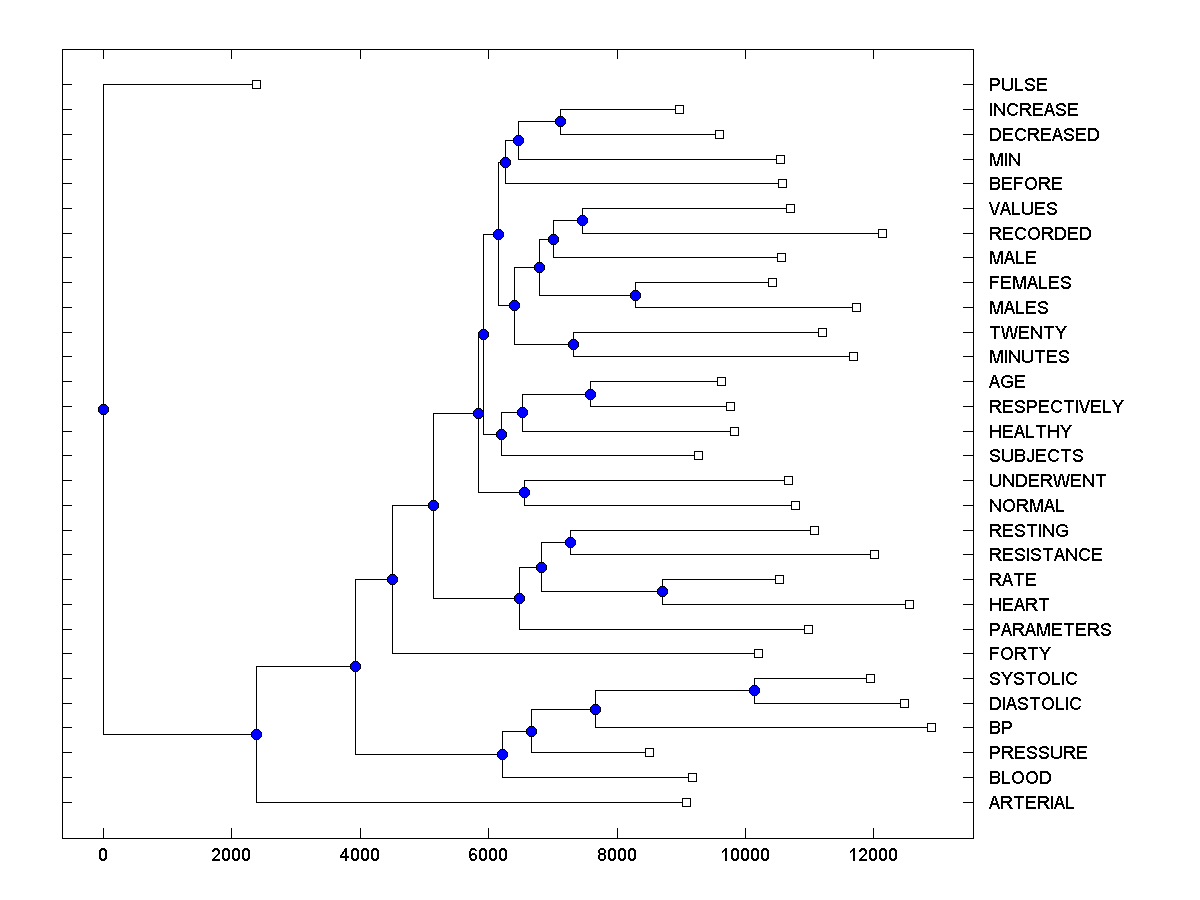 PULSE
INCREASE
DECREASED
MIN
BEFORE
VALUES
RECORDED
MALE
FEMALES
MALES
TWENTY
MINUTES
AGE
RESPECTIVELY
HEALTHY
SUBJECTS
UNDERWENT
NORMAL
RESTING
RESISTANCE
RATE
HEART
PARAMETERS
FORTY
SYSTOLIC
DIASTOLIC
BP
PRESSURE
BLOOD
ARTERIAL
0 2000 4000 6000 8000 10000 12000